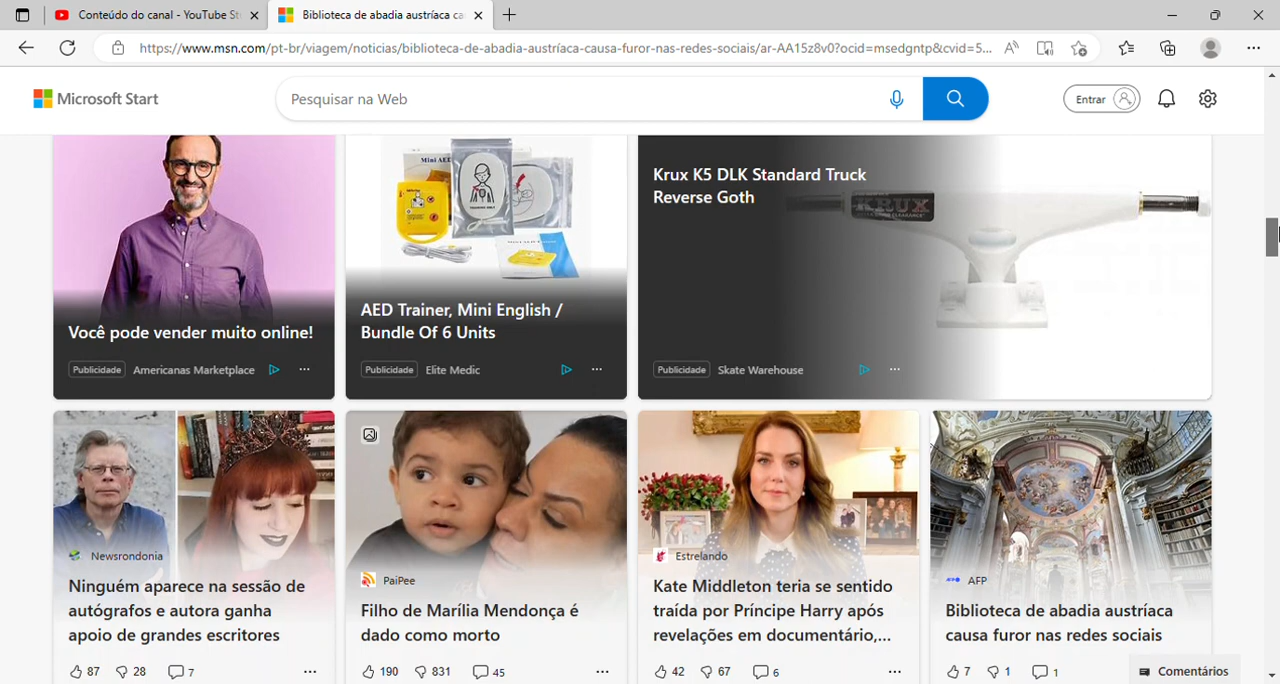 Conteúdo do canal - YouTube St
Biblioteca de abadia austríaca ca
https://www.msn.com/pt-br/viagem/noticias/biblioteca-de-abadia-austríaca-causa-furor-nas-redes-sociais/ar-AA15z8v0?ocid=msedgntp&cvid=5...
Microsoft Start
Pesquisar na Web
Entrar
Você pode vender muito online!
Publicidade Americanas Marketplace
AED Trainer, Mini English /
Bundle Of 6 Units
Publicidade Elite Medic
Krux K5 DLK Standard Truck
Reverse Goth
KRUX
Publicidade Skate Warehouse
Newsrondonia
Ninguém aparece na sessão de
autógrafos e autora ganha
apoio de grandes escritores
87 28 7
PaiPee
Filho de Marília Mendonça é
dado como morto
190 831 45
Estrelando
Kate Middleton teria se sentido
traída por Príncipe Harry após
revelações em documentário,...
42 67 6
AFP
Biblioteca de abadia austríaca
causa furor nas redes sociais
7 1 1
Comentários